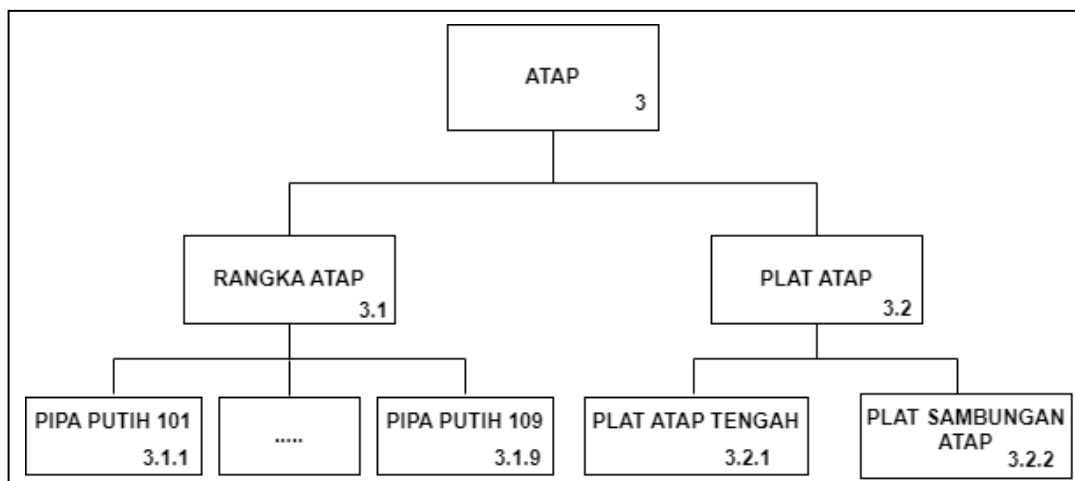 ATAP
3
RANGKA ATAP
3.1
PLAT ATAP
3.2
PIPA PUTIH 101
3.1.1
.....
PIPA PUTIH 109
3.1.9
PLAT ATAP TENGAH
3.2.1
PLAT SAMBUNGAN
ATAP
3.2.2